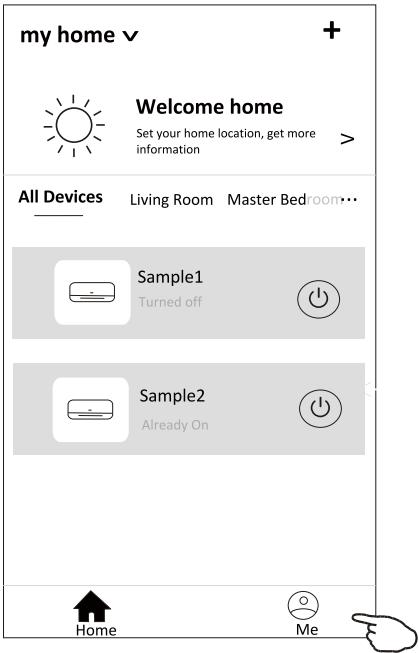 my home
Welcome home
Set your home location, get more
information
All Devices Living Room Master Bedroom...
Sample1
Turned off
Sample2
Already On
Home Me